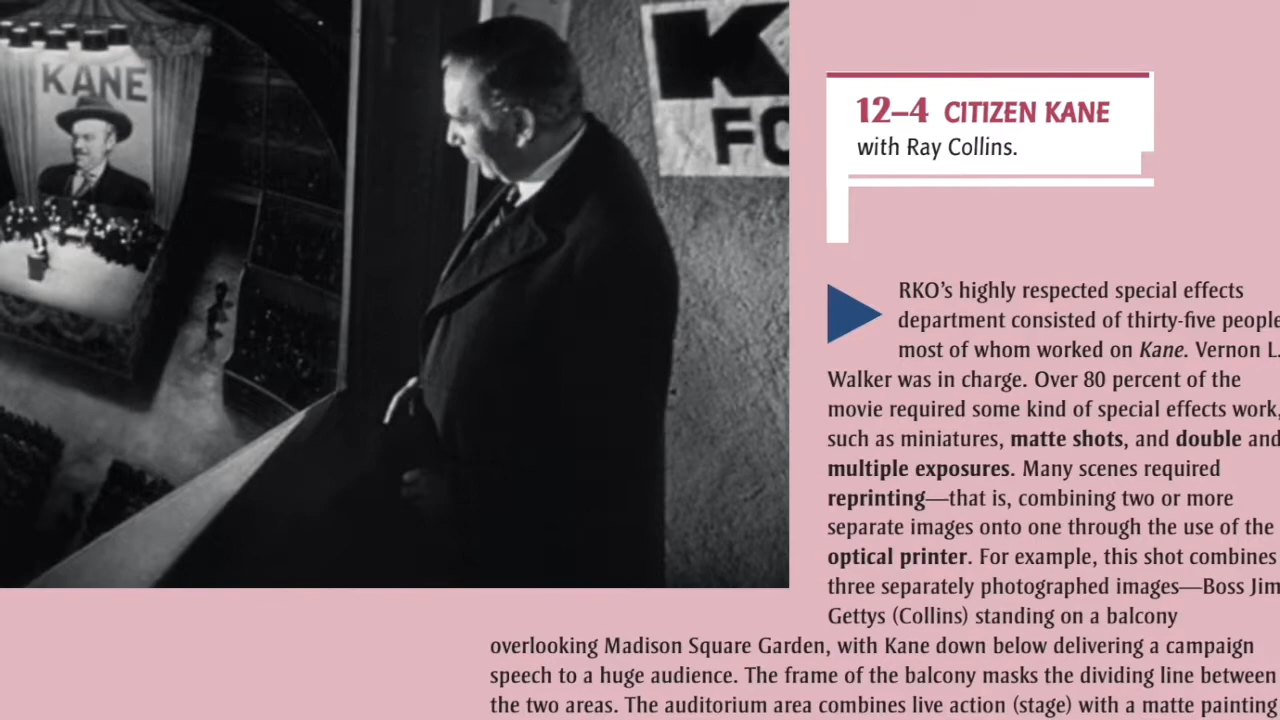 KANE
K
FO
12–4 CITIZEN KANE
with Ray Collins.
RKO’s highly respected special effects
department consisted of thirty-five people
most of whom worked on Kane. Vernon L.
Walker was in charge. Over 80 percent of the
movie required some kind of special effects work,
such as miniatures, matte shots, and double and
multiple exposures. Many scenes required
reprinting—that is, combining two or more
separate images onto one through the use of the
optical printer. For example, this shot combines
three separately photographed images—Boss Jim
Gettys (Collins) standing on a balcony
overlooking Madison Square Garden, with Kane down below delivering a campaign
speech to a huge audience. The frame of the balcony masks the dividing line between
the two areas. The auditorium area combines live action (stage) with a matte painting